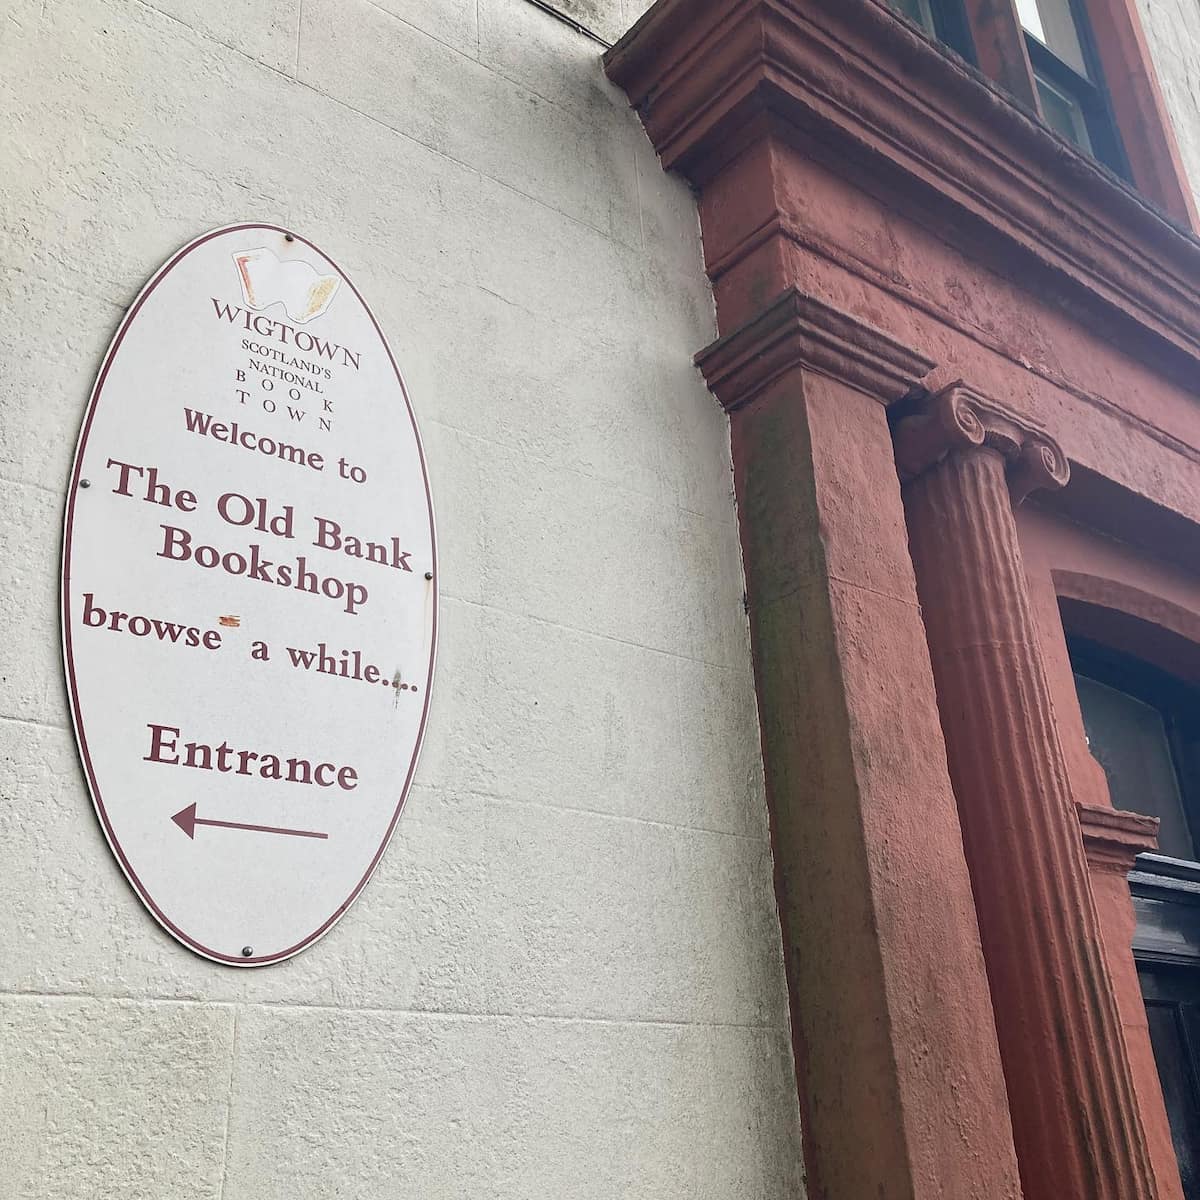 WIGTOWN
SCOTLAND'S
NATIONAL
BOOK
TOWN
Welcome to
The Old Bank
Bookshop
browse a while....
Entrance